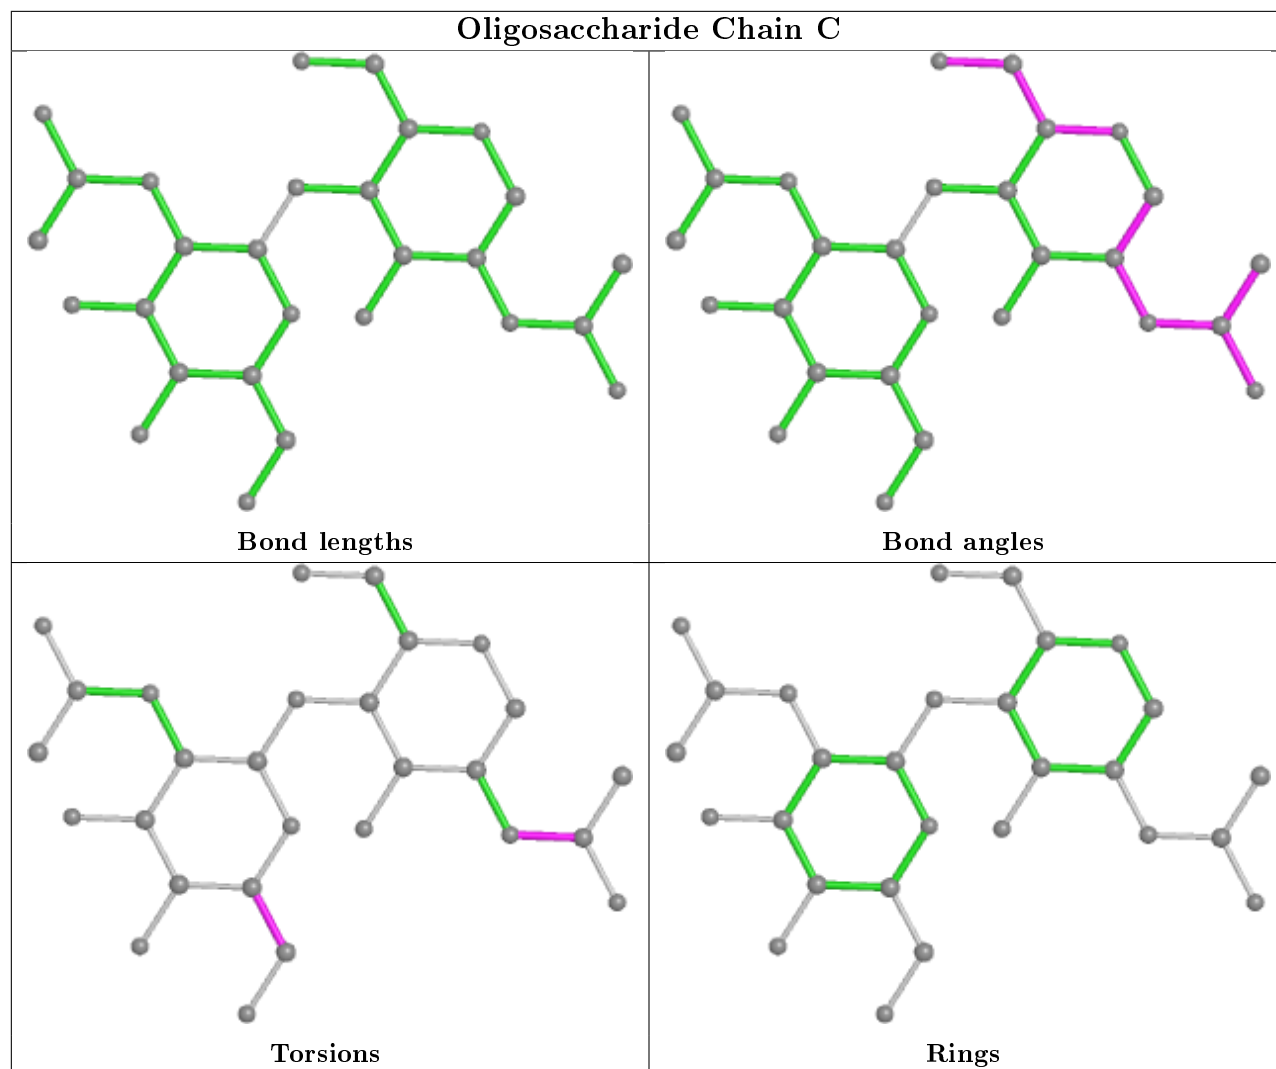 Oligosaccharide Chain C
Bond lengths
Bond angles
Torsions
Rings